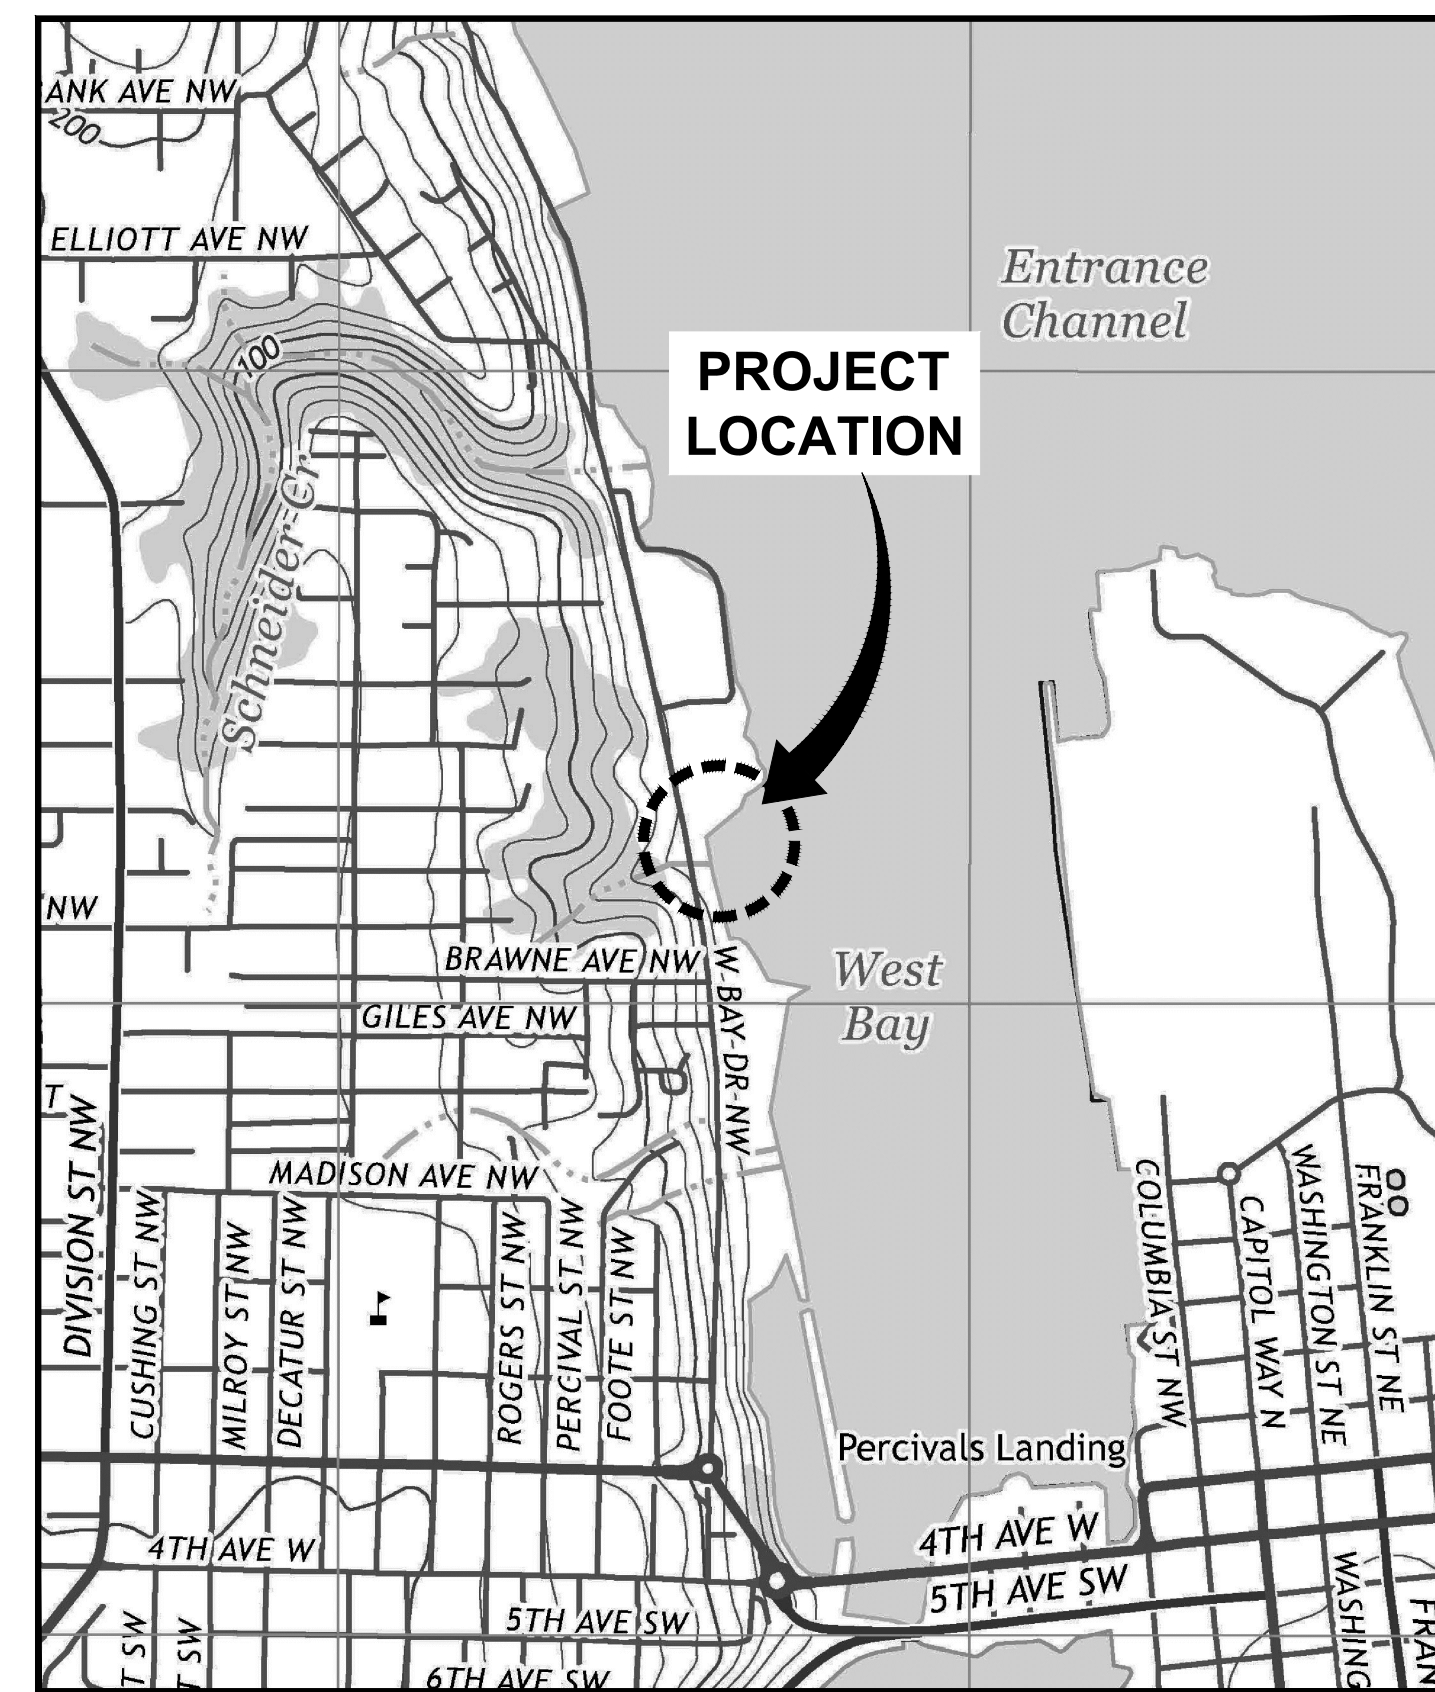 ANK AVE NW
200
ELLIOTT AVE NW
Entrance
Channel
100
PROJECT
LOCATION
Schneider Cr
NW
BRAWNE AVE NW
West
Bay
GILES AVE NW
W BAY DR NW
T
DIVISION ST NW
MADISON AVE NW
CUSHING ST NW
MILROY ST NW
DECATUR ST NW
ROGERS ST NW
PERCIVAL ST NW
FOOTE ST NW
COLUMBIA ST NW
CAPITOL WAY N
WASHINGTON ST NE
FRANKLIN ST NE
Percivals Landing
4TH AVE W
4TH AVE W
5TH AVE SW
5TH AVE SW
6TH AVE SW
T SW
T SW
WASHING
FRAN